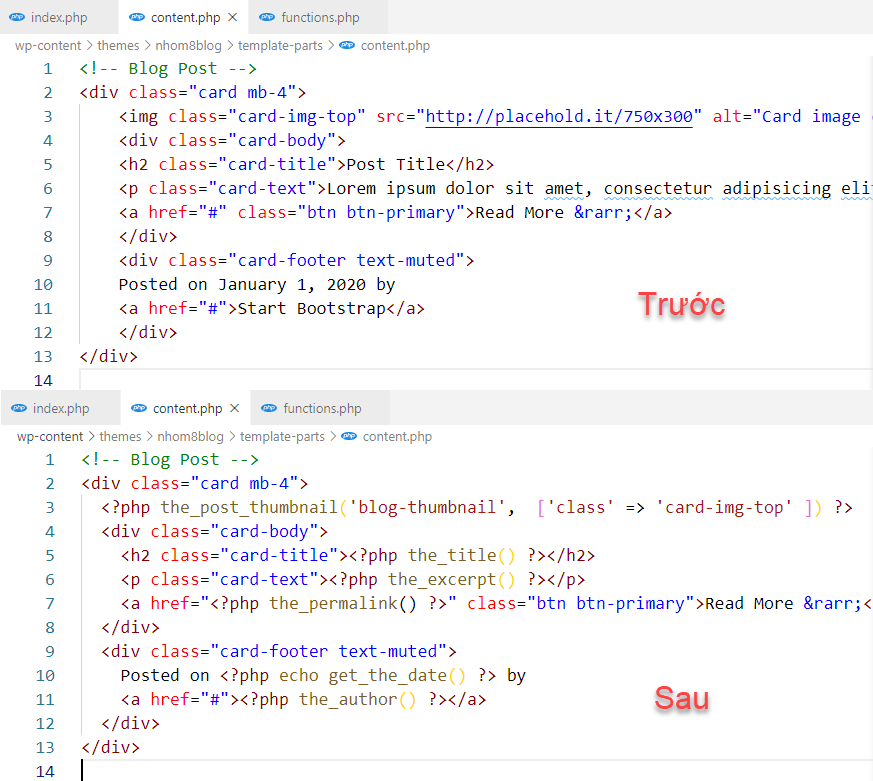 index.php content.php × functions.php
wp-content > themes > nhom8blog > template-parts > content.php
1 <!-- Blog Post -->
2 <div class="card mb-4">
3 <img class="card-img-top" src="http://placehold.it/750x300" alt="Card image
4 <div class="card-body">
5 <h2 class="card-title">Post Title</h2>
6 <p class="card-text">Lorem ipsum dolor sit amet, consectetur adipisicing eli
7 <a href="#" class="btn btn-primary">Read More &rarr;</a>
8 </div>
9 <div class="card-footer text-muted">
10 Posted on January 1, 2020 by
Trước
11 <a href="#">Start Bootstrap</a>
12 </div>
13 </div>
14
index.php content.php × functions.php
wp-content > themes > nhom8blog > template-parts > content.php
1 <!-- Blog Post -->
2 <div class="card mb-4">
3 <?php the_post_thumbnail('blog-thumbnail', ['class' => 'card-img-top' ]) ?>
4 <div class="card-body">
5 <h2 class="card-title"><?php the_title() ?></h2>
6 <p class="card-text"><?php the_excerpt() ?></p>
7 <a href="<?php the_permalink() ?>" class="btn btn-primary">Read More &rarr;<
8 </div>
9 <div class="card-footer text-muted">
10 Posted on <?php echo get_the_date() ?> by
11 <a href="#"><?php the_author() ?></a>
Sau
12 </div>
13 </div>
14